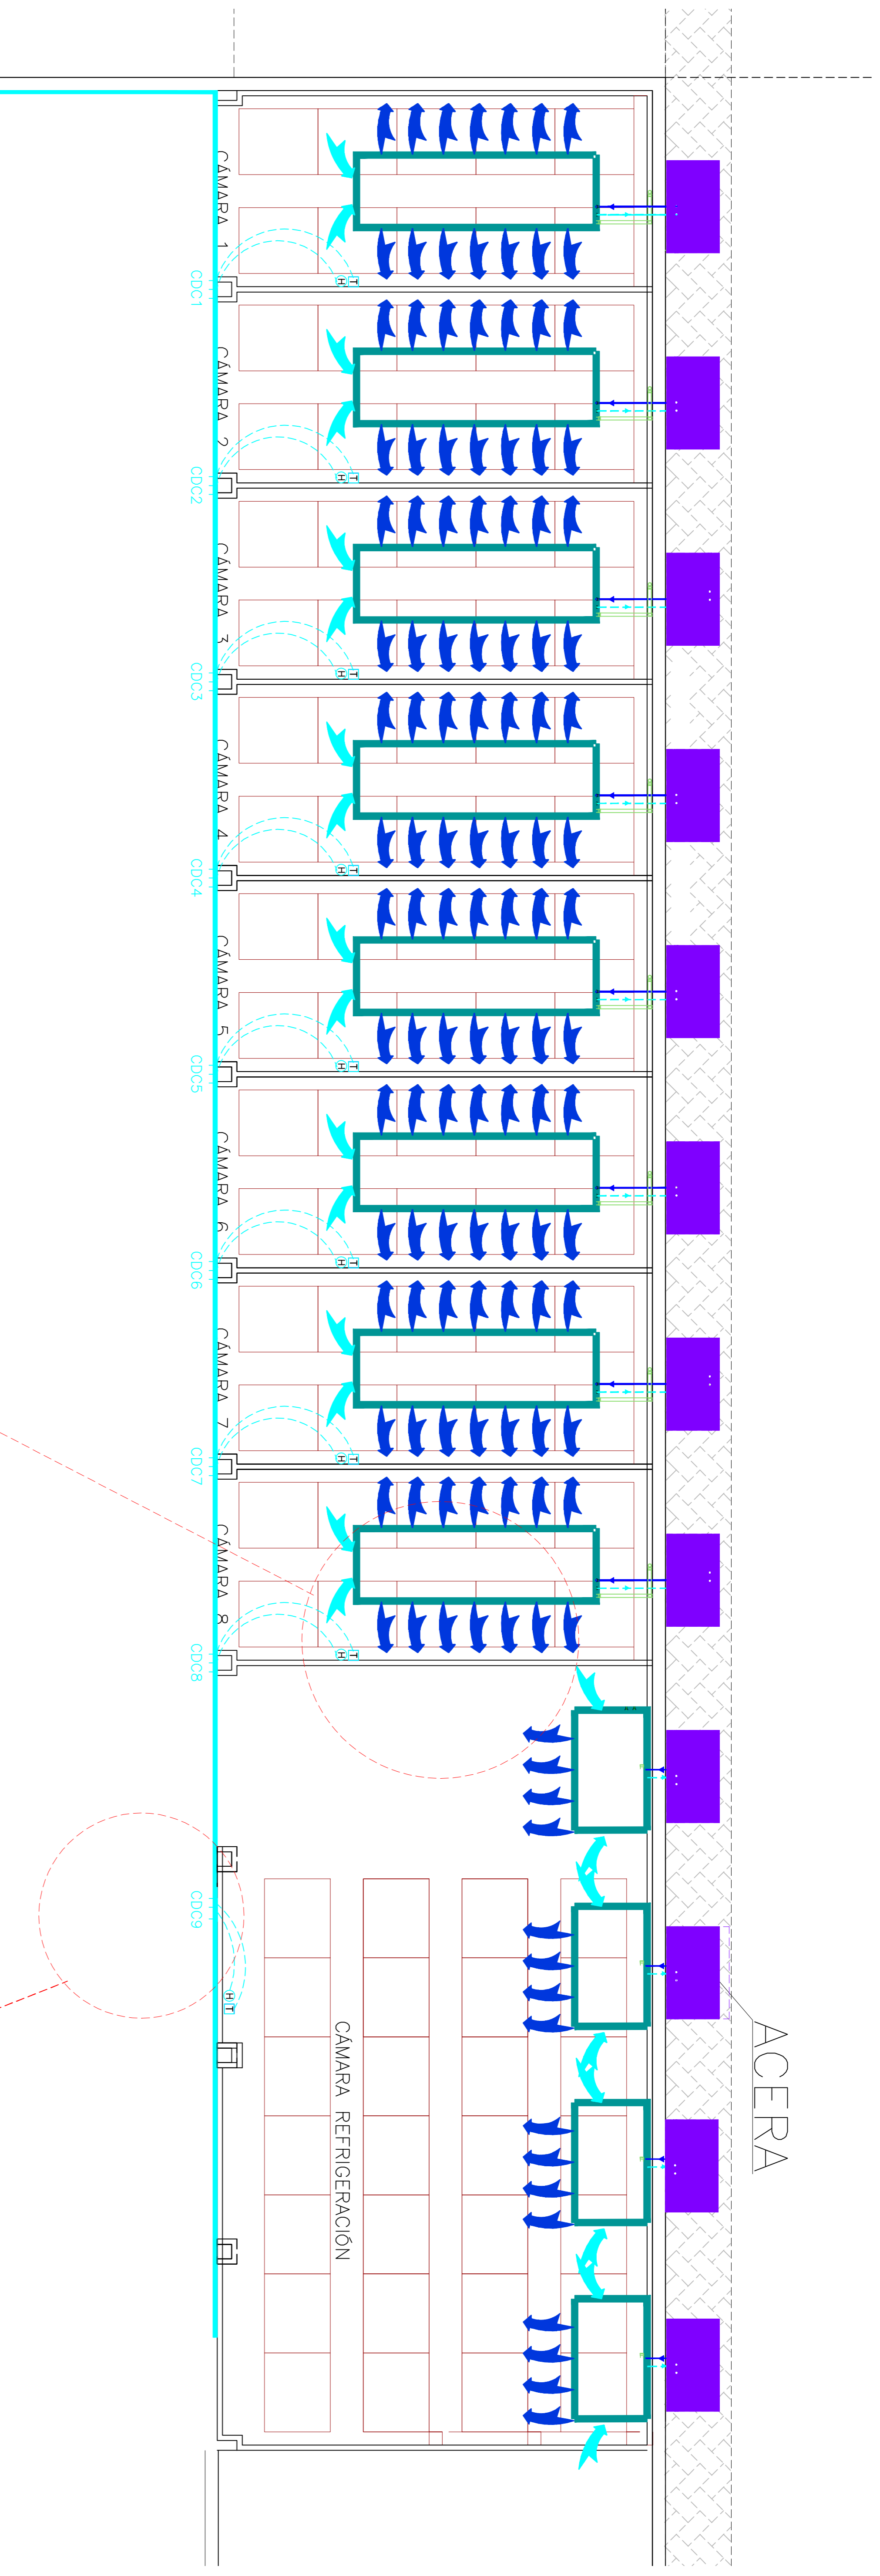 CÁMARA 1
CDC1
H T
CÁMARA 2
CDC2
H T
CÁMARA 3
CDC3
H T
CÁMARA 4
CDC4
H T
CÁMARA 5
CDC5
H T
CÁMARA 6
CDC6
H T
CÁMARA 7
CDC7
H T
CÁMARA 8
CDC8
H T
CDC9
H T
CÁMARA REFRIGERACIÓN
ACERA